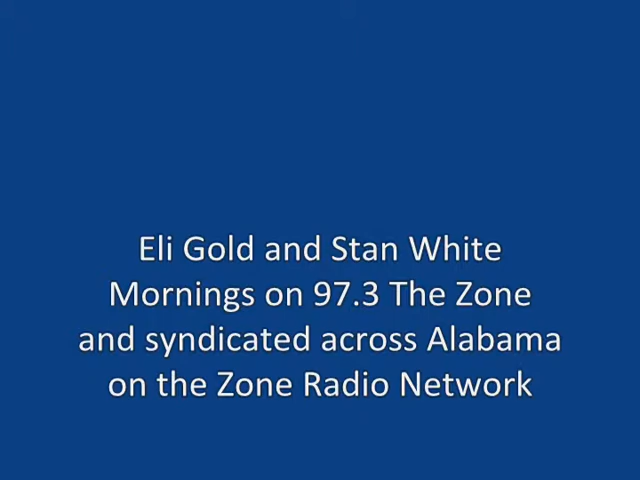 Eli Gold and Stan White
Mornings on 97.3 The Zone
and syndicated across Alabama
on the Zone Radio Network